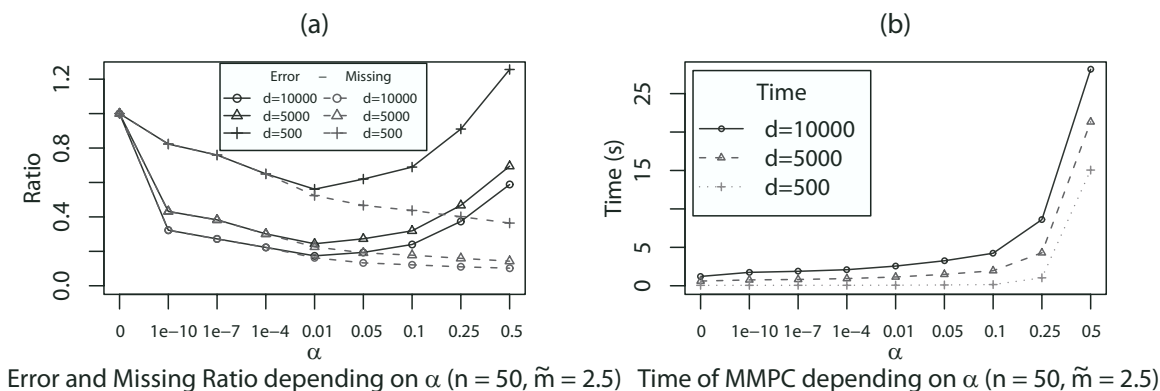 (a)
Ratio
0.0 0.4 0.8 1.2
Error – Missing
d=10000 d=10000
d=5000 d=5000
d=500 d=500
0 1e−10 1e−7 1e−4 0.01 0.05 0.1 0.25 0.5
α
Error and Missing Ratio depending on α (n = 50, m̃ = 2.5)
(b)
Time (s)
0 5 15 25
Time
d=10000
d=5000
d=500
0 1e−10 1e−7 1e−4 0.01 0.05 0.1 0.25 0.5
α
Time of MMPC depending on α (n = 50, m̃ = 2.5)